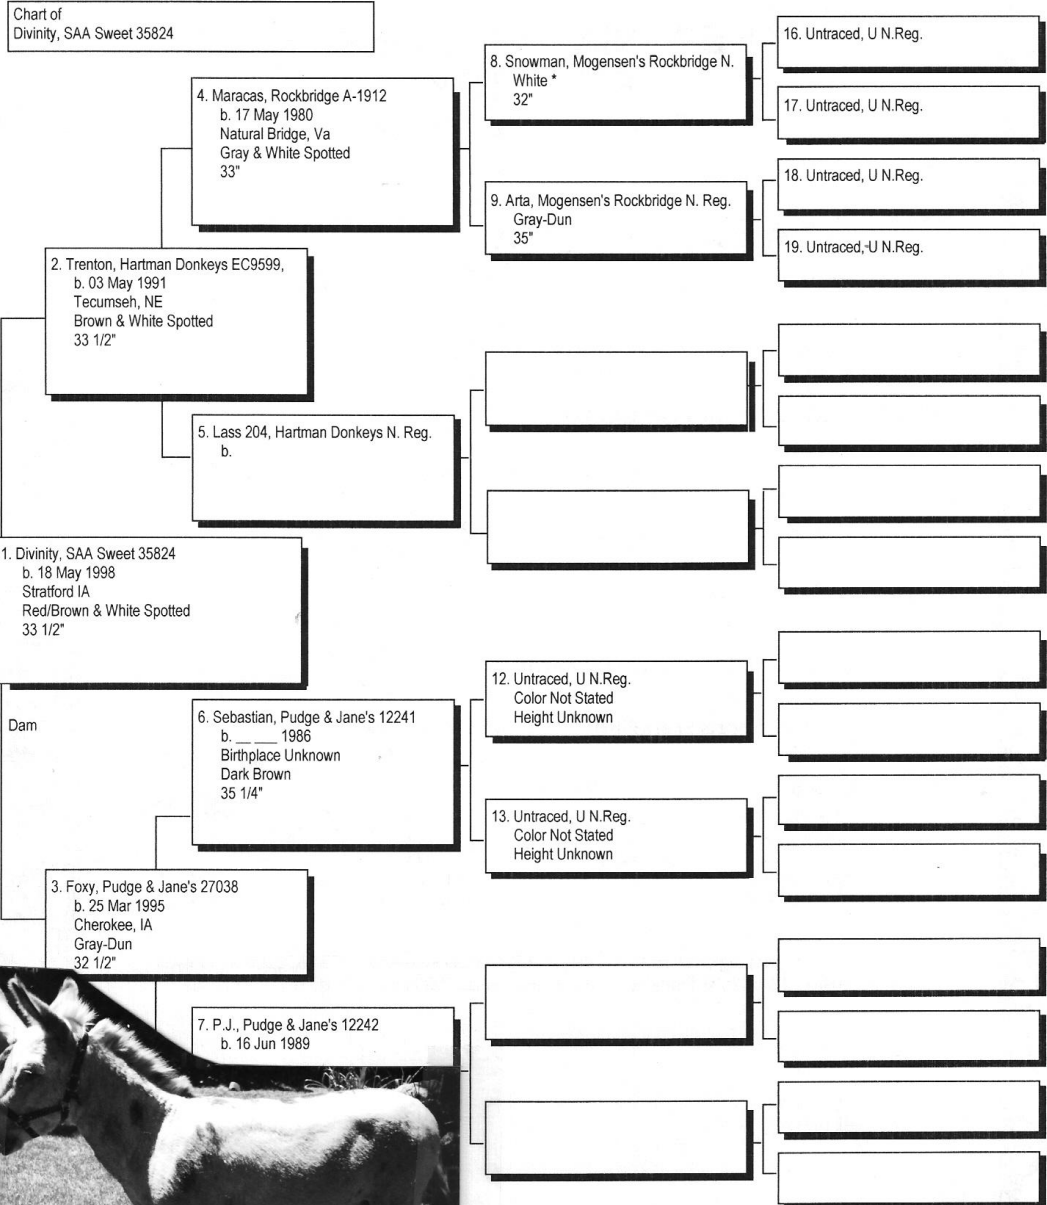 Chart of
Divinity, SAA Sweet 35824
16. Untraced, U N.Reg.
8. Snowman, Mogensen's Rockbridge N.
White *
32"
17. Untraced, U N.Reg.
4. Maracas, Rockbridge A-1912
b. 17 May 1980
Natural Bridge, Va
Gray & White Spotted
33"
18. Untraced, U N.Reg.
9. Arta, Mogensen's Rockbridge N. Reg.
Gray-Dun
35"
19. Untraced, U N.Reg.
2. Trenton, Hartman Donkeys EC9599,
b. 03 May 1991
Tecumseh, NE
Brown & White Spotted
33 1/2"
5. Lass 204, Hartman Donkeys N. Reg.
b.
1. Divinity, SAA Sweet 35824
b. 18 May 1998
Stratford IA
Red/Brown & White Spotted
33 1/2"
Dam
12. Untraced, U N.Reg.
Color Not Stated
Height Unknown
6. Sebastian, Pudge & Jane's 12241
b. __ ___ 1986
Birthplace Unknown
Dark Brown
35 1/4"
13. Untraced, U N.Reg.
Color Not Stated
Height Unknown
3. Foxy, Pudge & Jane's 27038
b. 25 Mar 1995
Cherokee, IA
Gray-Dun
32 1/2"
7. P.J., Pudge & Jane's 12242
b. 16 Jun 1989